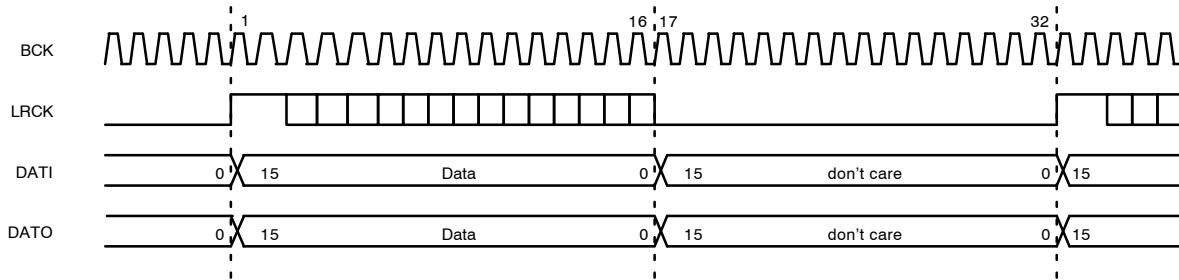 1 16 17 32
BCK
LRCK
DATI 0 15 Data 0 15 don't care 0 15
DATO 0 15 Data 0 15 don't care 0 15